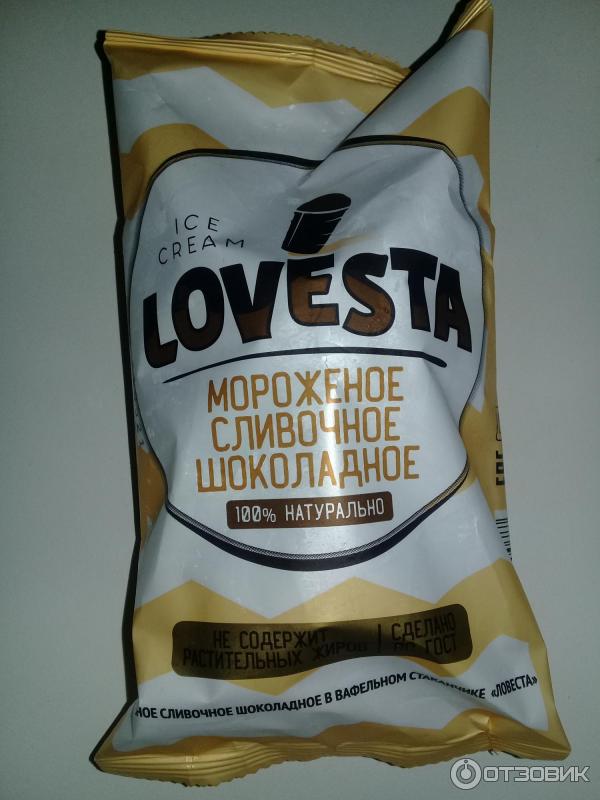 ICE
CREAM
LOVESTA
МОРОЖЕНОЕ
СЛИВОЧНОЕ
ШОКОЛАДНОЕ
100% НАТУРАЛЬНО
НЕ СОДЕРЖИТ
РАСТИТЕЛЬНЫХ ЖИРОВ
СДЕЛАНО
ПО ГОСТ
НОЕ СЛИВОЧНОЕ ШОКОЛАДНОЕ В ВАФЕЛЬНОМ СТАКАНЧИКЕ «ЛОВЕСТА»
ОТЗОВИК